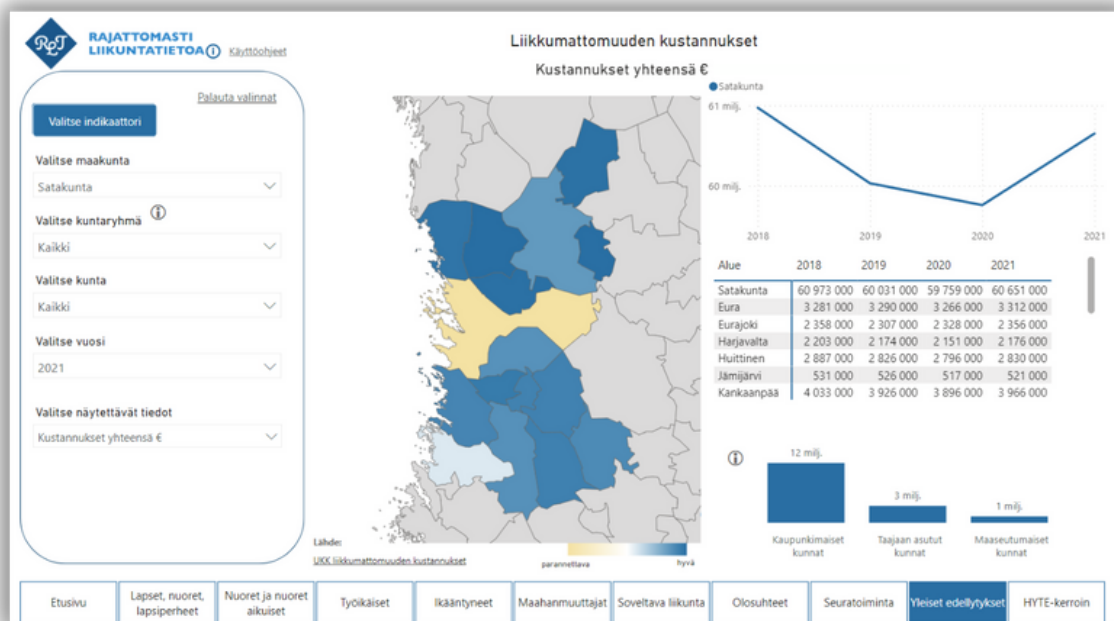 RLT
RAJATTOMASTI
LIIKUNTATIETOA
Käyttöohjeet
Liikkumattomuuden kustannukset
Kustannukset yhteensä €
Palauta valinnat
Valitse indikaattori
Valitse maakunta
Satakunta
Valitse kuntaryhmä
Kaikki
Valitse kunta
Kaikki
Valitse vuosi
2021
Valitse näytettävät tiedot
Kustannukset yhteensä €
Lähde:
UKK liikkumattomuuden kustannukset
parannettava hyvä
Satakunta
61 milj.
60 milj.
2018 2019 2020 2021
Alue 2018 2019 2020 2021
Satakunta 60 973 000 60 031 000 59 759 000 60 651 000
Eura 3 281 000 3 290 000 3 266 000 3 312 000
Eurajoki 2 358 000 2 307 000 2 328 000 2 356 000
Harjavalta 2 203 000 2 174 000 2 151 000 2 176 000
Huittinen 2 887 000 2 826 000 2 796 000 2 830 000
Jämijärvi 531 000 526 000 517 000 521 000
Kankaanpää 4 033 000 3 926 000 3 896 000 3 966 000
12 milj.
3 milj.
1 milj.
Kaupunkimaiset kunnat
Taajaan asutut kunnat
Maaseutumaiset kunnat
Etusivu
Lapset, nuoret, lapsiperheet
Nuoret ja nuoret aikuiset
Työikäiset
Ikääntyneet
Maahanmuuttajat
Soveltava liikunta
Olosuhteet
Seuratoiminta
Yleiset edellytykset
HYTE-kerroin